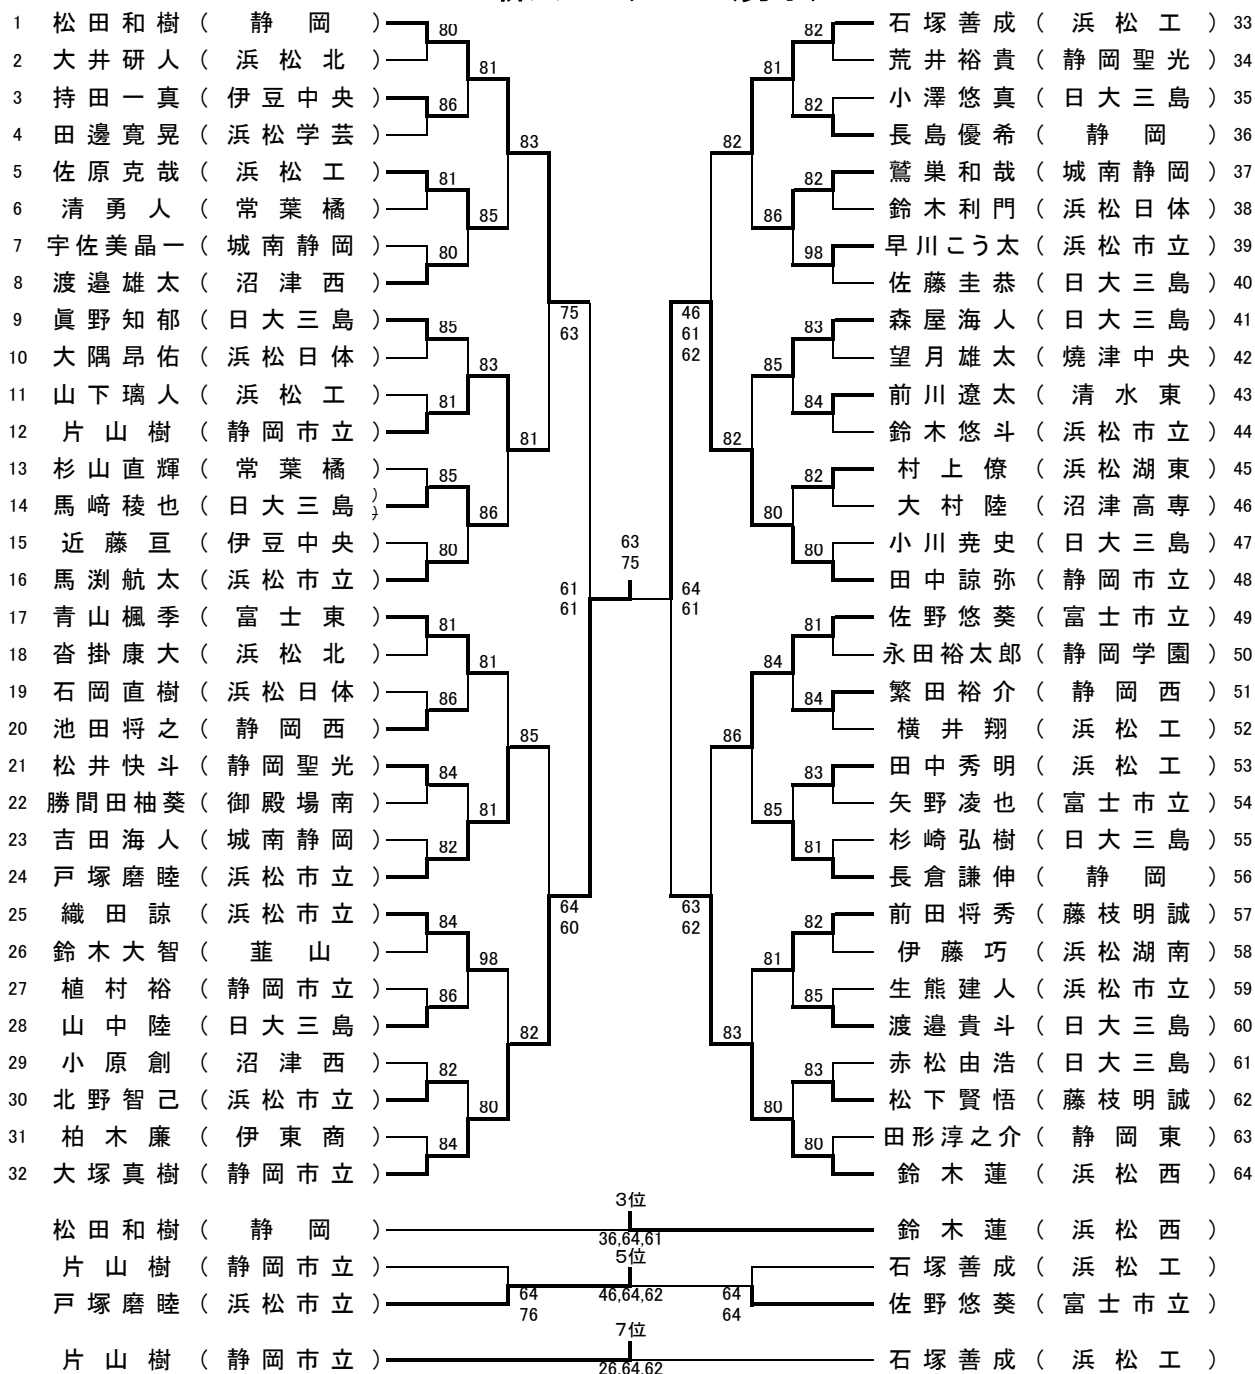 1 松田和樹（静岡）
2 大井研人（浜松北）
3 持田一真（伊豆中央）
4 田邊寛晃（浜松学芸）
5 佐原克哉（浜松工）
6 清勇人（常葉橘）
7 宇佐美晶一（城南静岡）
8 渡邉雄太（沼津西）
9 眞野知郁（日大三島）
10 大隅昂佑（浜松日体）
11 山下璃人（浜松工）
12 片山樹（静岡市立）
13 杉山直輝（常葉橘）
14 馬﨑稜也（日大三島）
15 近藤亘（伊豆中央）
16 馬渕航太（浜松市立）
17 青山楓季（富士東）
18 沓掛康大（浜松北）
19 石岡直樹（浜松日体）
20 池田将之（静岡西）
21 松井快斗（静岡聖光）
22 勝間田柚葵（御殿場南）
23 吉田海人（城南静岡）
24 戸塚磨睦（浜松市立）
25 織田諒（浜松市立）
26 鈴木大智（韮山）
27 植村裕（静岡市立）
28 山中陸（日大三島）
29 小原創（沼津西）
30 北野智己（浜松市立）
31 柏木廉（伊東商）
32 大塚真樹（静岡市立）
80
86
81
80
85
81
85
80
81
86
84
82
84
86
82
84
81
85
83
86
81
81
98
80
83
81
85
82
75
63
64
60
61
61
63
75
64
61
46
61
62
63
62
82
82
86
83
81
86
85
80
84
85
81
80
82
82
82
98
83
84
82
80
81
84
83
81
82
85
83
80
石塚善成（浜松工）33
荒井裕貴（静岡聖光）34
小澤悠真（日大三島）35
長島優希（静岡）36
鷲巣和哉（城南静岡）37
鈴木利門（浜松日体）38
早川こう太（浜松市立）39
佐藤圭恭（日大三島）40
森屋海人（日大三島）41
望月雄太（焼津中央）42
前川遼太（清水東）43
鈴木悠斗（浜松市立）44
村上僚（浜松湖東）45
大村陸（沼津高専）46
小川尭史（日大三島）47
田中諒弥（静岡市立）48
佐野悠葵（富士市立）49
永田裕太郎（静岡学園）50
繁田裕介（静岡西）51
横井翔（浜松工）52
田中秀明（浜松工）53
矢野凌也（富士市立）54
杉崎弘樹（日大三島）55
長倉謙伸（静岡）56
前田将秀（藤枝明誠）57
伊藤巧（浜松湖南）58
生熊建人（浜松市立）59
渡邉貴斗（日大三島）60
赤松由浩（日大三島）61
松下賢悟（藤枝明誠）62
田形淳之介（静岡東）63
鈴木蓮（浜松西）64
3位
松田和樹（静岡） 36,64,61 鈴木蓮（浜松西）
5位
片山樹（静岡市立） 石塚善成（浜松工）
戸塚磨睦（浜松市立） 64 76 46,64,62 64 64 佐野悠葵（富士市立）
7位
片山樹（静岡市立） 26,64,62 石塚善成（浜松工）